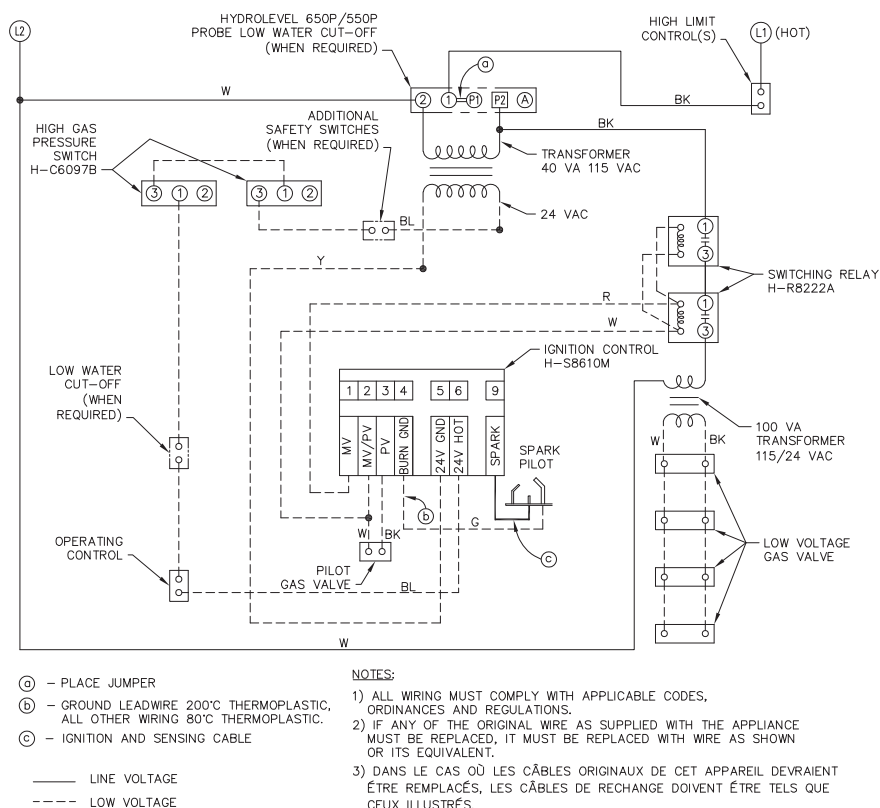 L2
HYDROLEVEL 650P/550P
PROBE LOW WATER CUT-OFF
(WHEN REQUIRED)
HIGH LIMIT
CONTROL(S)
L1 (HOT)
a
W
2 1 P1 P2 A
BK
BK
HIGH GAS
PRESSURE
SWITCH
H-C6097B
ADDITIONAL
SAFETY SWITCHES
(WHEN REQUIRED)
TRANSFORMER
40 VA 115 VAC
3 1 2
3 1 2
24 VAC
BL
Y
1
3
SWITCHING RELAY
H-R8222A
R
1
3
W
IGNITION CONTROL
H-S8610M
LOW WATER
CUT-OFF
(WHEN
REQUIRED)
1 2 3 4 5 6 9
MV
MV/PV
PV
BURN GND
24V GND
24V HOT
SPARK
SPARK
PILOT
W
BK
100 VA
TRANSFORMER
115/24 VAC
b
G
c
OPERATING
CONTROL
W
BK
PILOT
GAS VALVE
BL
LOW VOLTAGE
GAS VALVE
W
a - PLACE JUMPER
b - GROUND LEADWIRE 200°C THERMOPLASTIC,
ALL OTHER WIRING 80°C THERMOPLASTIC.
c - IGNITION AND SENSING CABLE
LINE VOLTAGE
LOW VOLTAGE
NOTES:
1) ALL WIRING MUST COMPLY WITH APPLICABLE CODES,
ORDINANCES AND REGULATIONS.
2) IF ANY OF THE ORIGINAL WIRE AS SUPPLIED WITH THE APPLIANCE
MUST BE REPLACED, IT MUST BE REPLACED WITH WIRE AS SHOWN
OR ITS EQUIVALENT.
3) DANS LE CAS OÙ LES CÂBLES ORIGINAUX DE CET APPAREIL DEVRAIENT
ÉTRE REMPLACÉS, LES CÂBLES DE RECHANGE DOIVENT ÉTRE TELS QUE
CEUX ILLUSTRÉS.